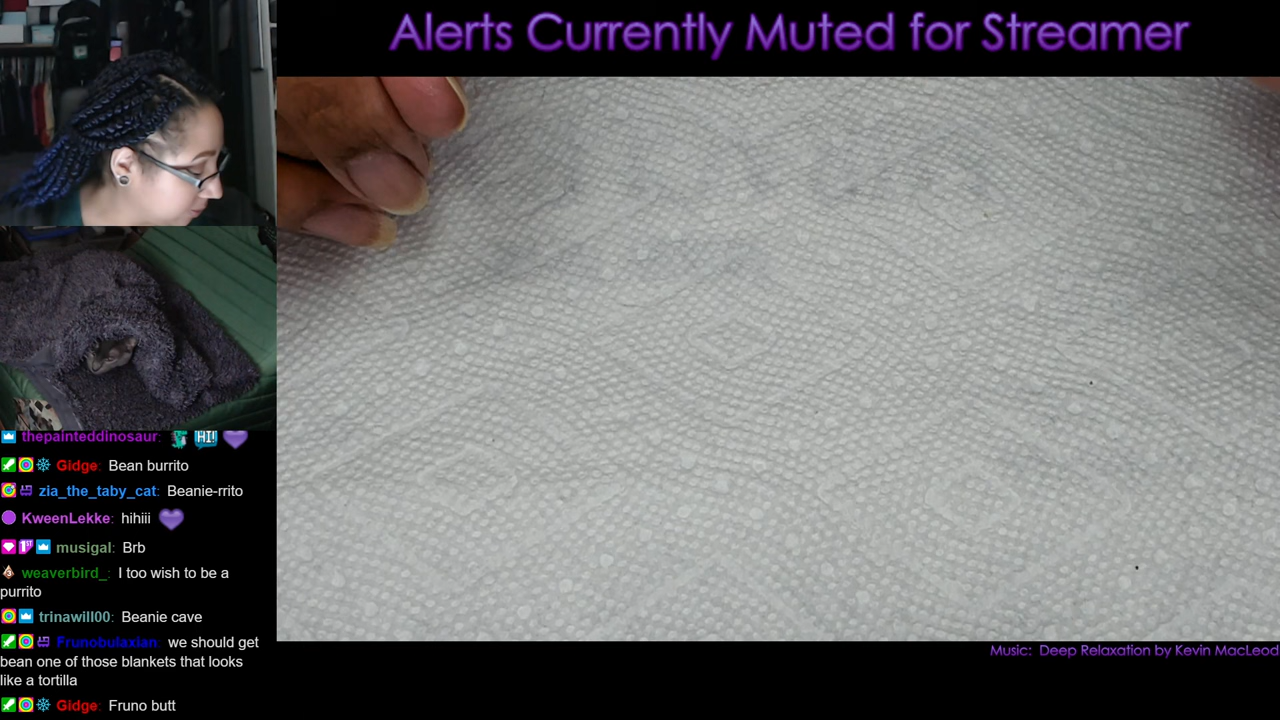 Alerts Currently Muted for Streamer
thepainteddinosaur: HI!
Gidge: Bean burrito
zia_the_taby_cat: Beanie-rrito
KweenLekke: hihiii
musigal: Brb
weaverbird_: I too wish to be a
purrito
trinawill00: Beanie cave
Frunobulaxian: we should get
bean one of those blankets that looks
like a tortilla
Gidge: Fruno butt
Music: Deep Relaxation by Kevin MacLeod